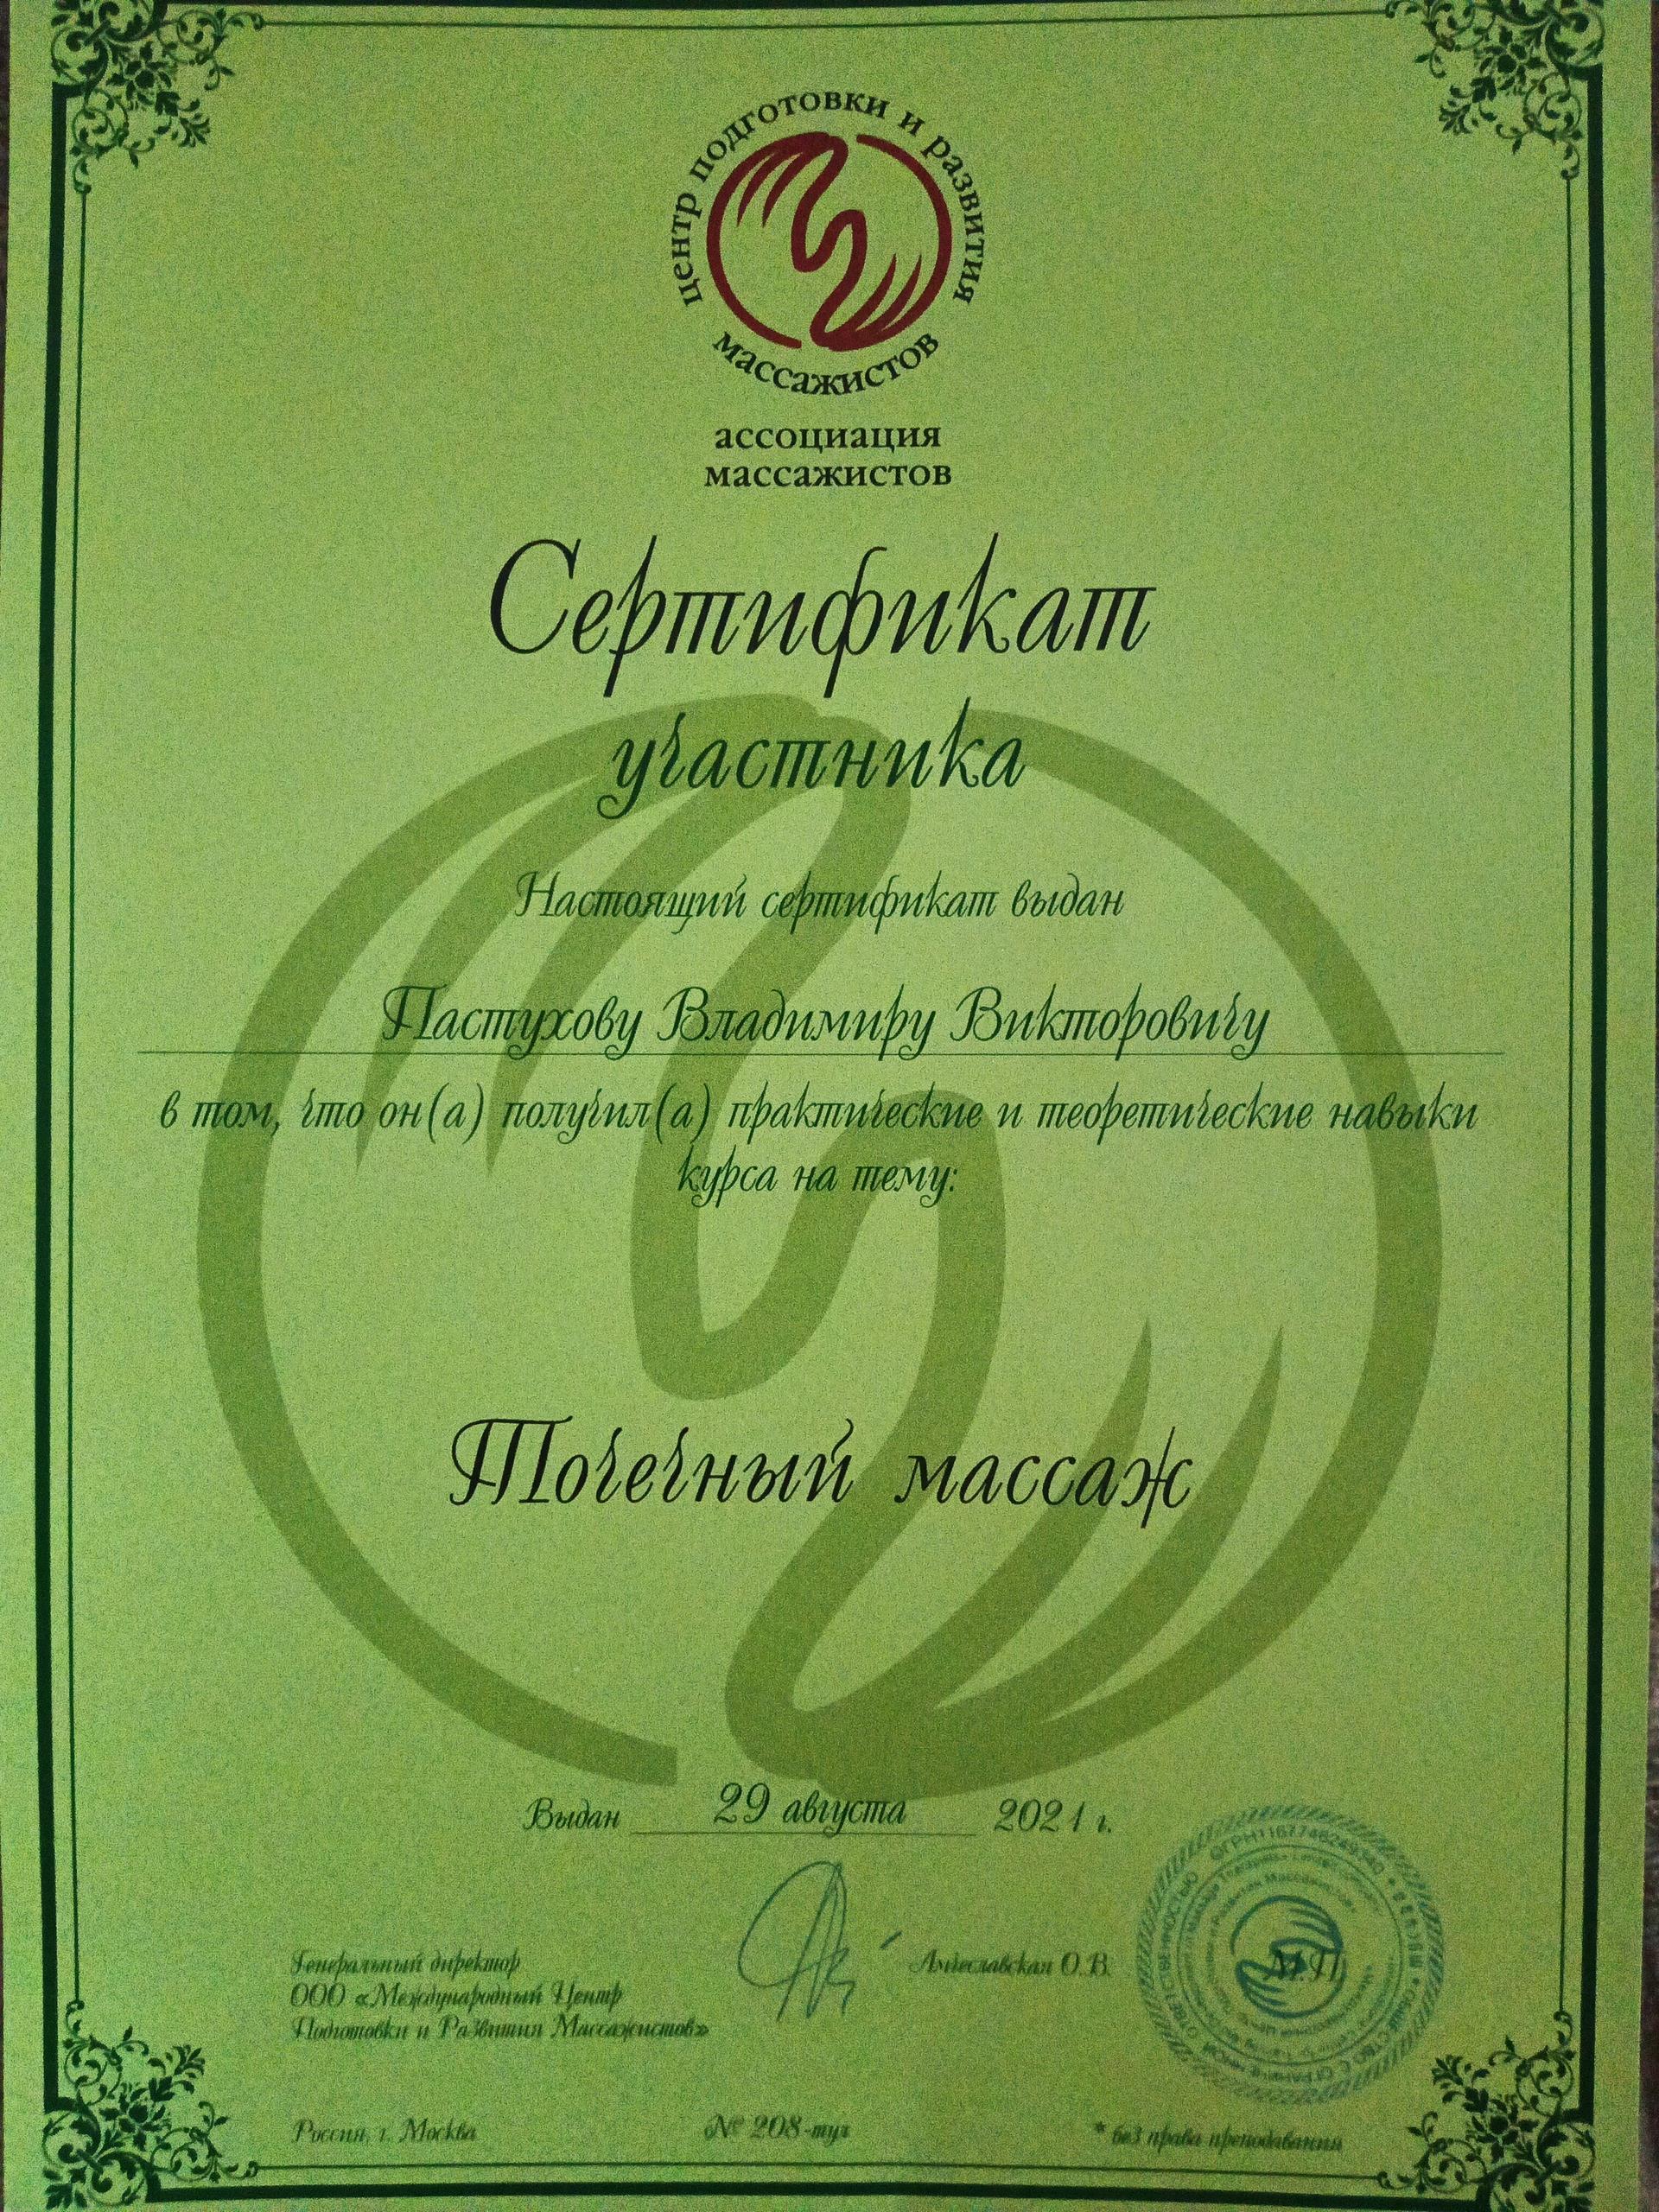 центр подготовки и развития
массажистов
ассоциация
массажистов
Сертификат
участника
Настоящий сертификат выдан
Пастухову Владимиру Викторовичу
в том, что он(а) получил(а) практические и теоретические навыки
курса на тему:
Точечный массаж
Выдан 29 августа 2021 г.
Генеральный директор
ООО «Международный Центр
Подготовки и Развития Массажистов»
О.В.
М.П.
Россия, г. Москва
№ 208-туч
* без права преподавания